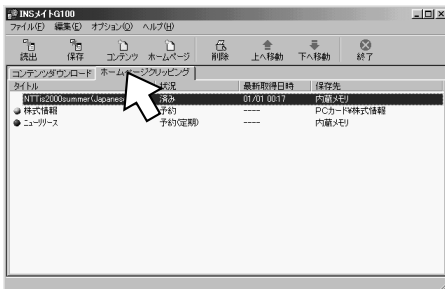 INSメイトG100
ファイル(F) 編集(E) オプション(O) ヘルプ(H)
読出 保存 コンテンツ ホームページ 削除 上へ移動 下へ移動 終了
コンテンツダウンロード ホームページクリッピング
タイトル 状況 最新取得日時 保存先
NTTis2000summer(Japanese 済み 01/01 00:17 内蔵メモリ
株式情報 予約 ---- PCカード¥株式情報
ニューリリース 予約(定期) ---- 内蔵メモリ